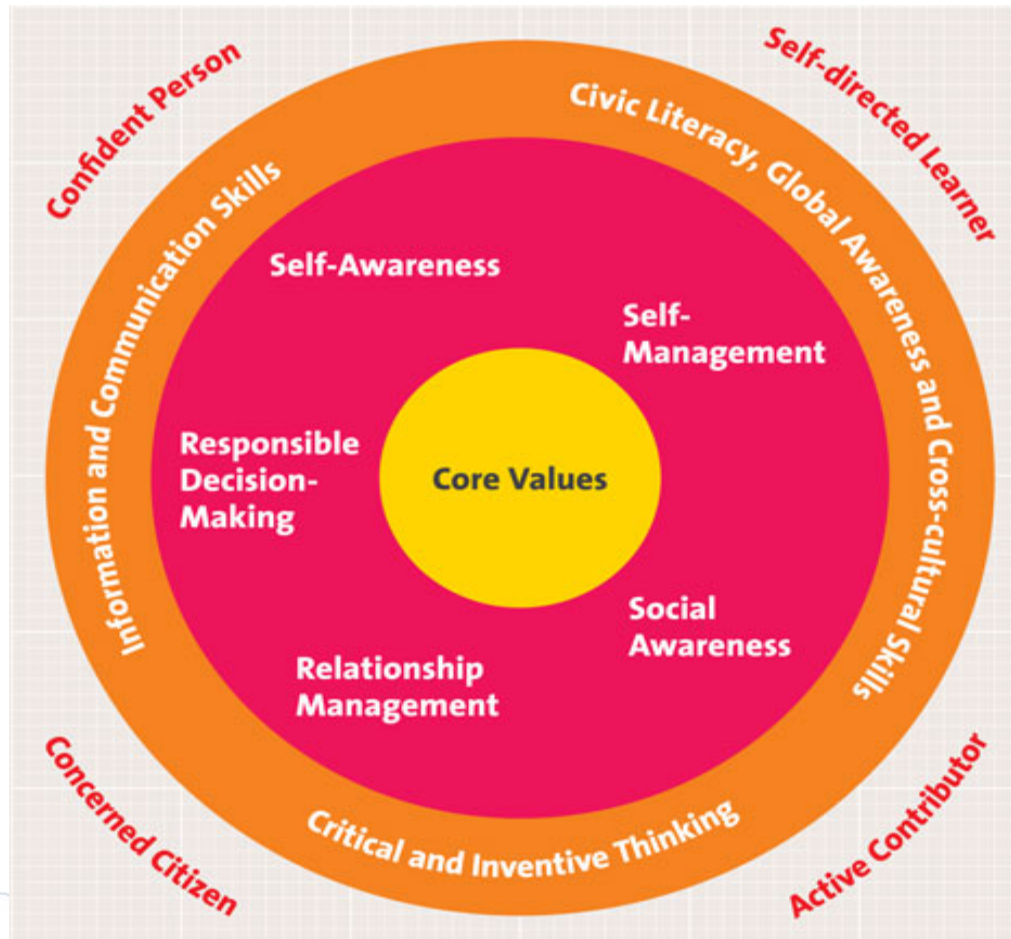 Confident Person
Self-directed Learner
Civic Literacy, Global Awareness and Cross-cultural Skills
Information and Communication Skills
Self-Awareness
Self-
Management
Responsible
Decision-
Making
Core Values
Social
Awareness
Relationship
Management
Critical and Inventive Thinking
Concerned Citizen
Active Contributor